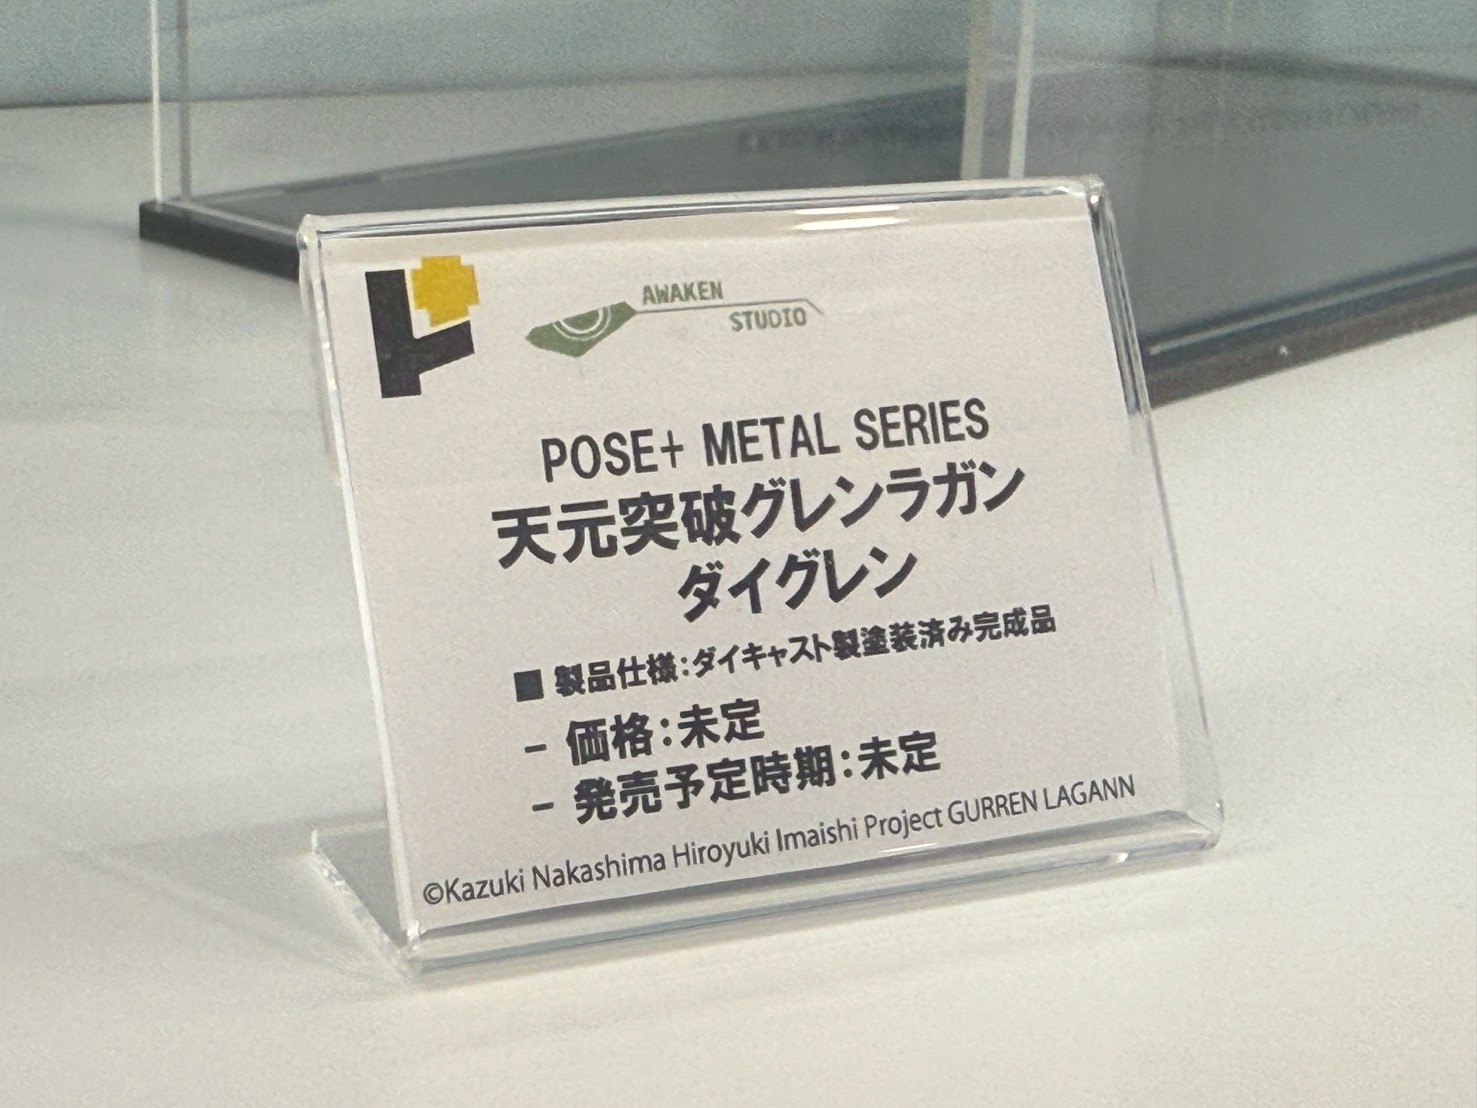 AWAKEN
STUDIO
POSE+ METAL SERIES
天元突破グレンラガン
ダイグレン
■ 製品仕様：ダイキャスト製塗装済み完成品
- 価格：未定
- 発売予定時期：未定
©Kazuki Nakashima Hiroyuki Imaishi Project GURREN LAGANN